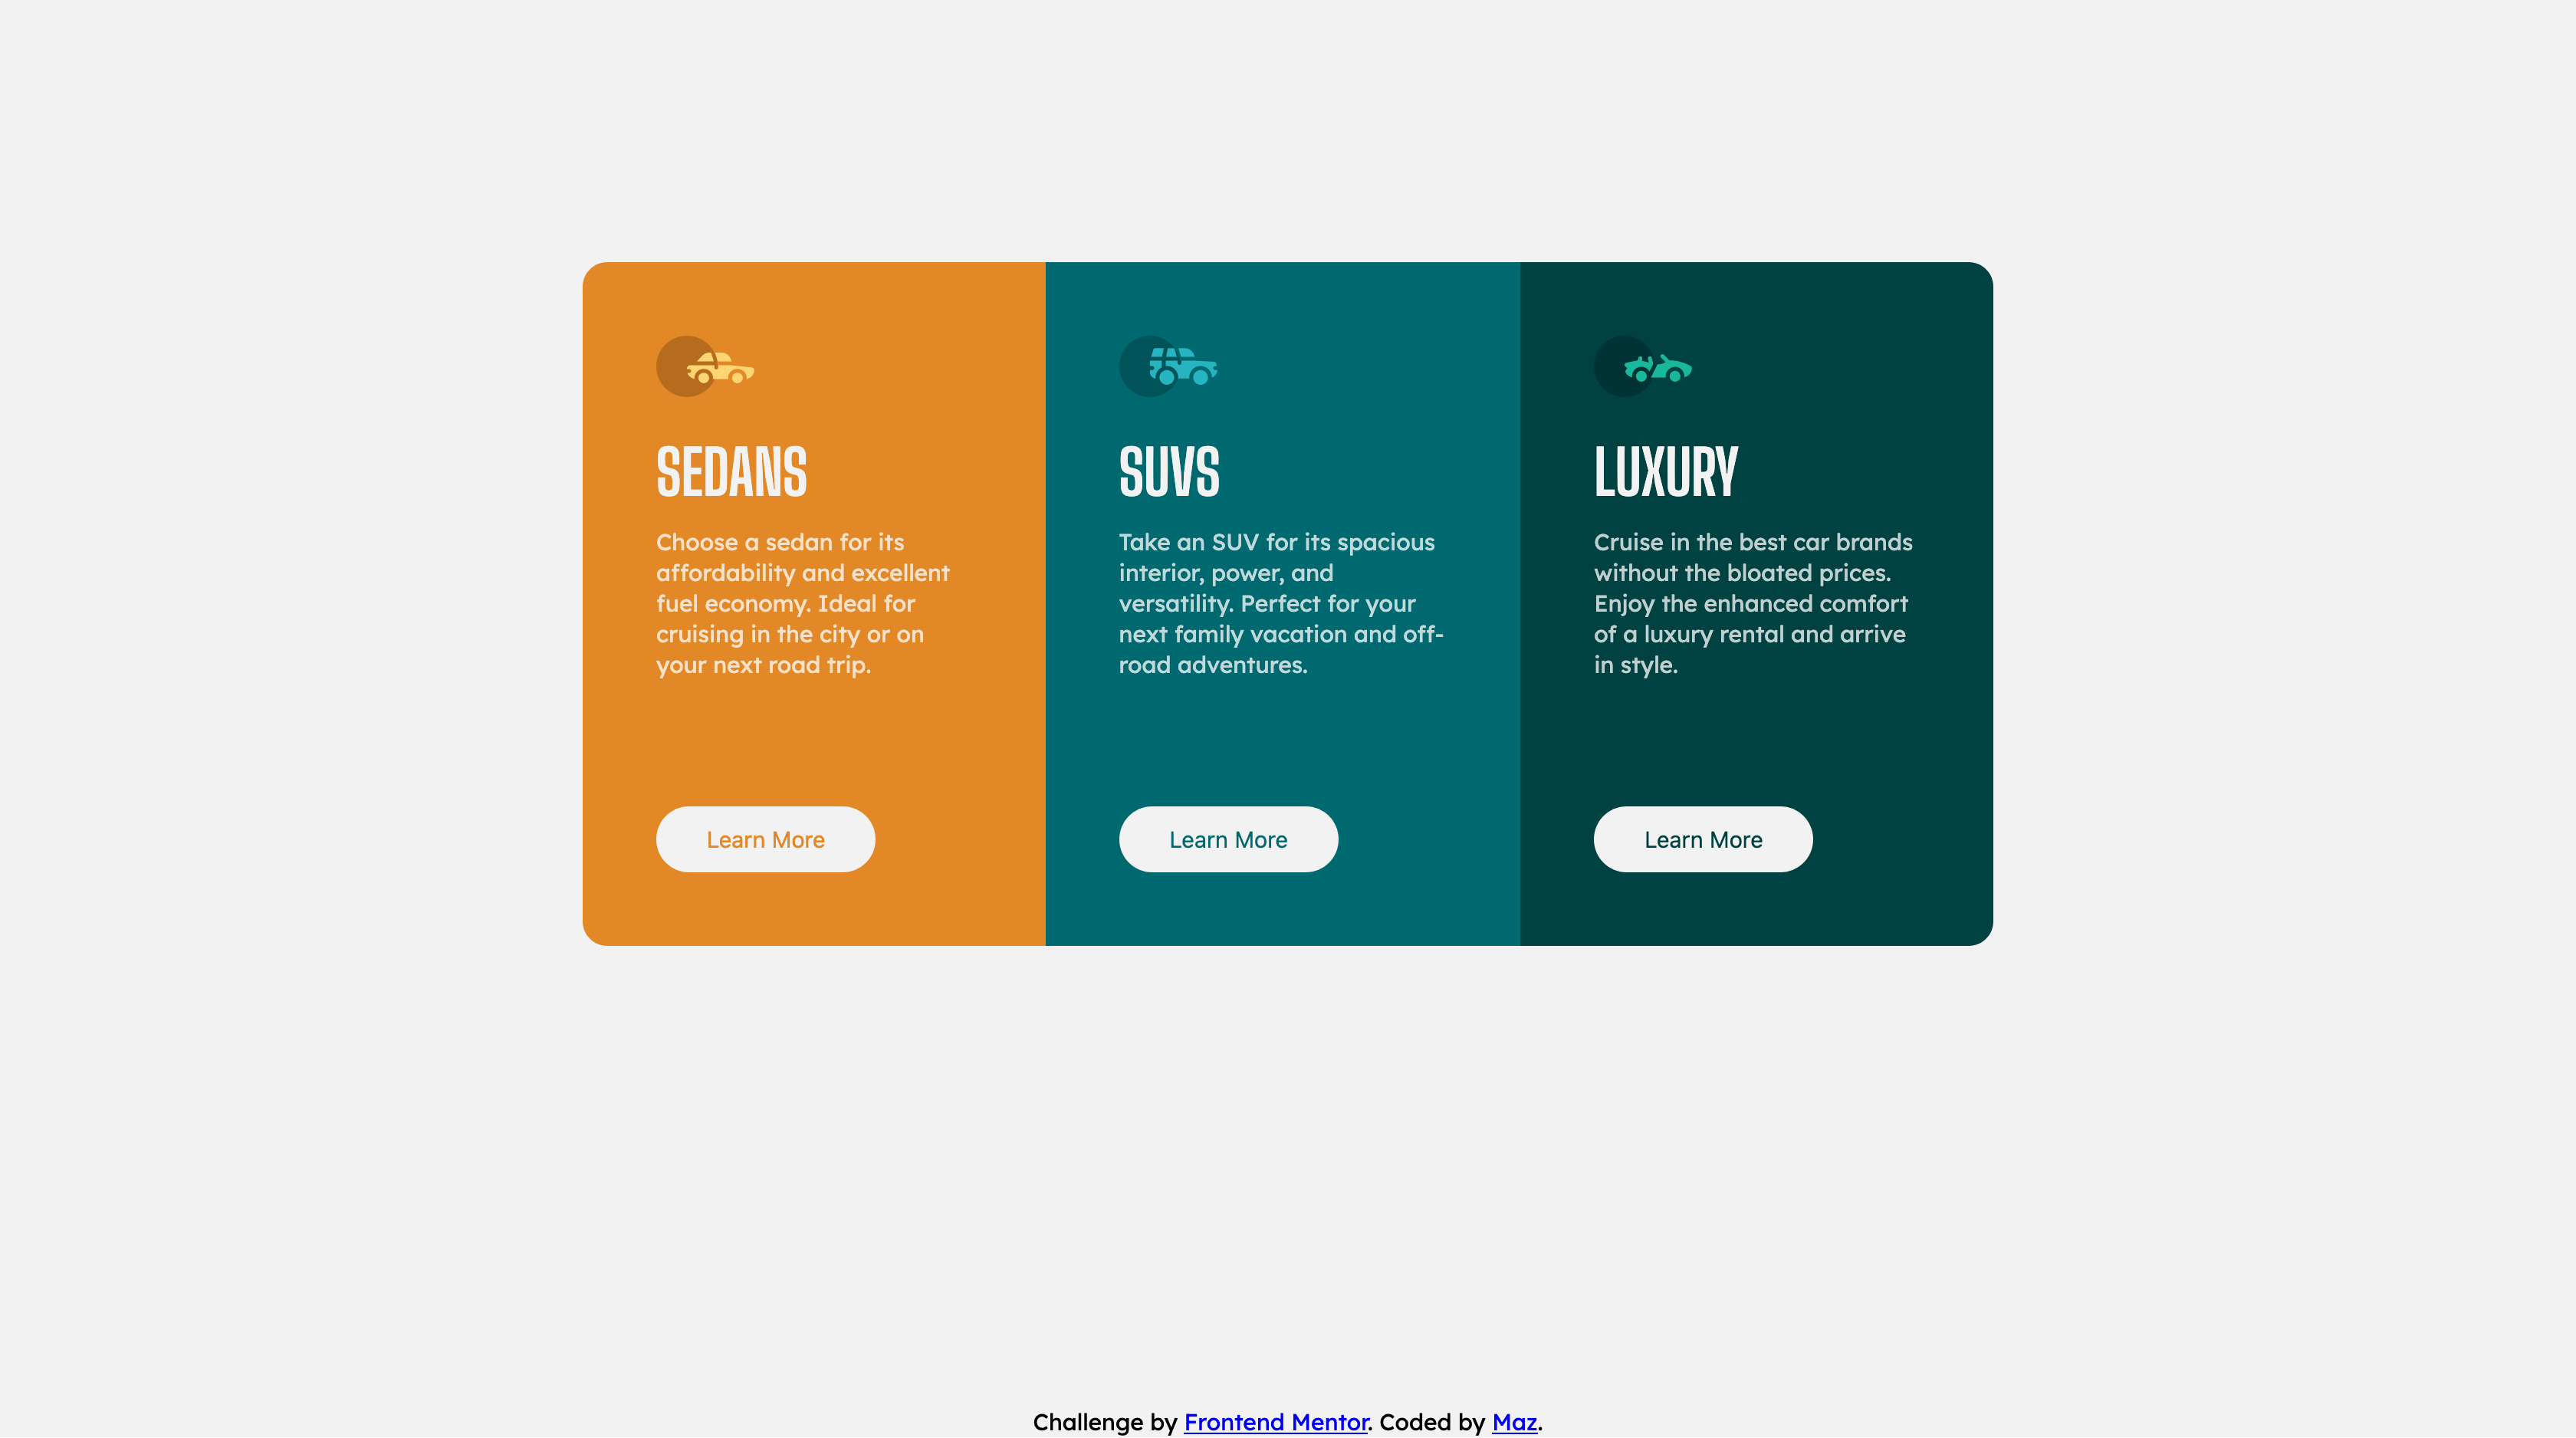 SEDANS
Choose a sedan for its
affordability and excellent
fuel economy. Ideal for
cruising in the city or on
your next road trip.
Learn More
SUVS
Take an SUV for its spacious
interior, power, and
versatility. Perfect for your
next family vacation and off-
road adventures.
Learn More
LUXURY
Cruise in the best car brands
without the bloated prices.
Enjoy the enhanced comfort
of a luxury rental and arrive
in style.
Learn More
Challenge by Frontend Mentor. Coded by Maz.